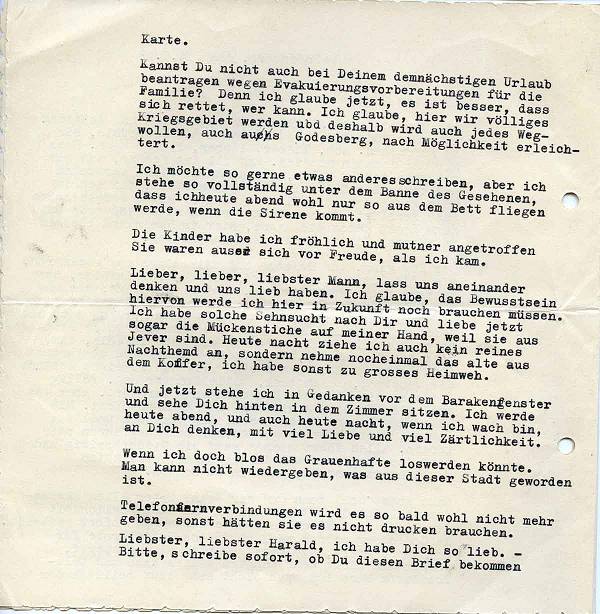 Karte.
Kannst Du nicht auch bei Deinem demnächstigen Urlaub
beantragen wegen Evakuierungsvorbereitungen für die
Familie? Denn ich glaube jetzt, es ist besser, dass
sich rettet, wer kann. Ich glaube, hier wir völliges
Kriegsgebiet werden ubd deshalb wird auch jedes Weg-
wollen, auch auchs Godesberg, nach Möglichkeit erleich-
tert.
Ich möchte so gerne etwas anderesschreiben, aber ich
stehe so vollständig unter dem Banne des Gesehenen,
dass ichheute abend wohl nur so aus dem Bett fliegen
werde, wenn die Sirene kommt.
Die Kinder habe ich fröhlich und mutner angetroffen
Sie waren ausser sich vor Freude, als ich kam.
Lieber, lieber, liebster Mann, lass uns aneinander
denken und uns lieb haben. Ich glaube, das Bewusstsein
hiervon werde ich hier in Zukunft noch brauchen müssen.
Ich habe solche Sehnsucht nach Dir und liebe jetzt
sogar die Mückenstiche auf meiner Hand, weil sie aus
Jever sind. Heute nacht ziehe ich auch kein reines
Nachthemd an, sondern nehme nocheinmal das alte aus
dem Koffer, ich habe sonst zu grosses Heimweh.
Und jetzt stehe ich in Gedanken vor dem Barakenfenster
und sehe Dich hinten in dem Zimmer sitzen. Ich werde
heute abend, und auch heute nacht, wenn ich wach bin,
an Dich denken, mit viel Liebe und viel Zärtlichkeit.
Wenn ich doch blos das Grauenhafte loswerden könnte.
Man kann nicht wiedergeben, was aus dieser Stadt geworden
ist.
Telefonfernverbindungen wird es so bald wohl nicht mehr
geben, sonst hätten sie es nicht drucken brauchen.
Liebster, liebster Harald, ich habe Dich so lieb. -
Bitte, schreibe sofort, ob Du diesen Brief bekommen